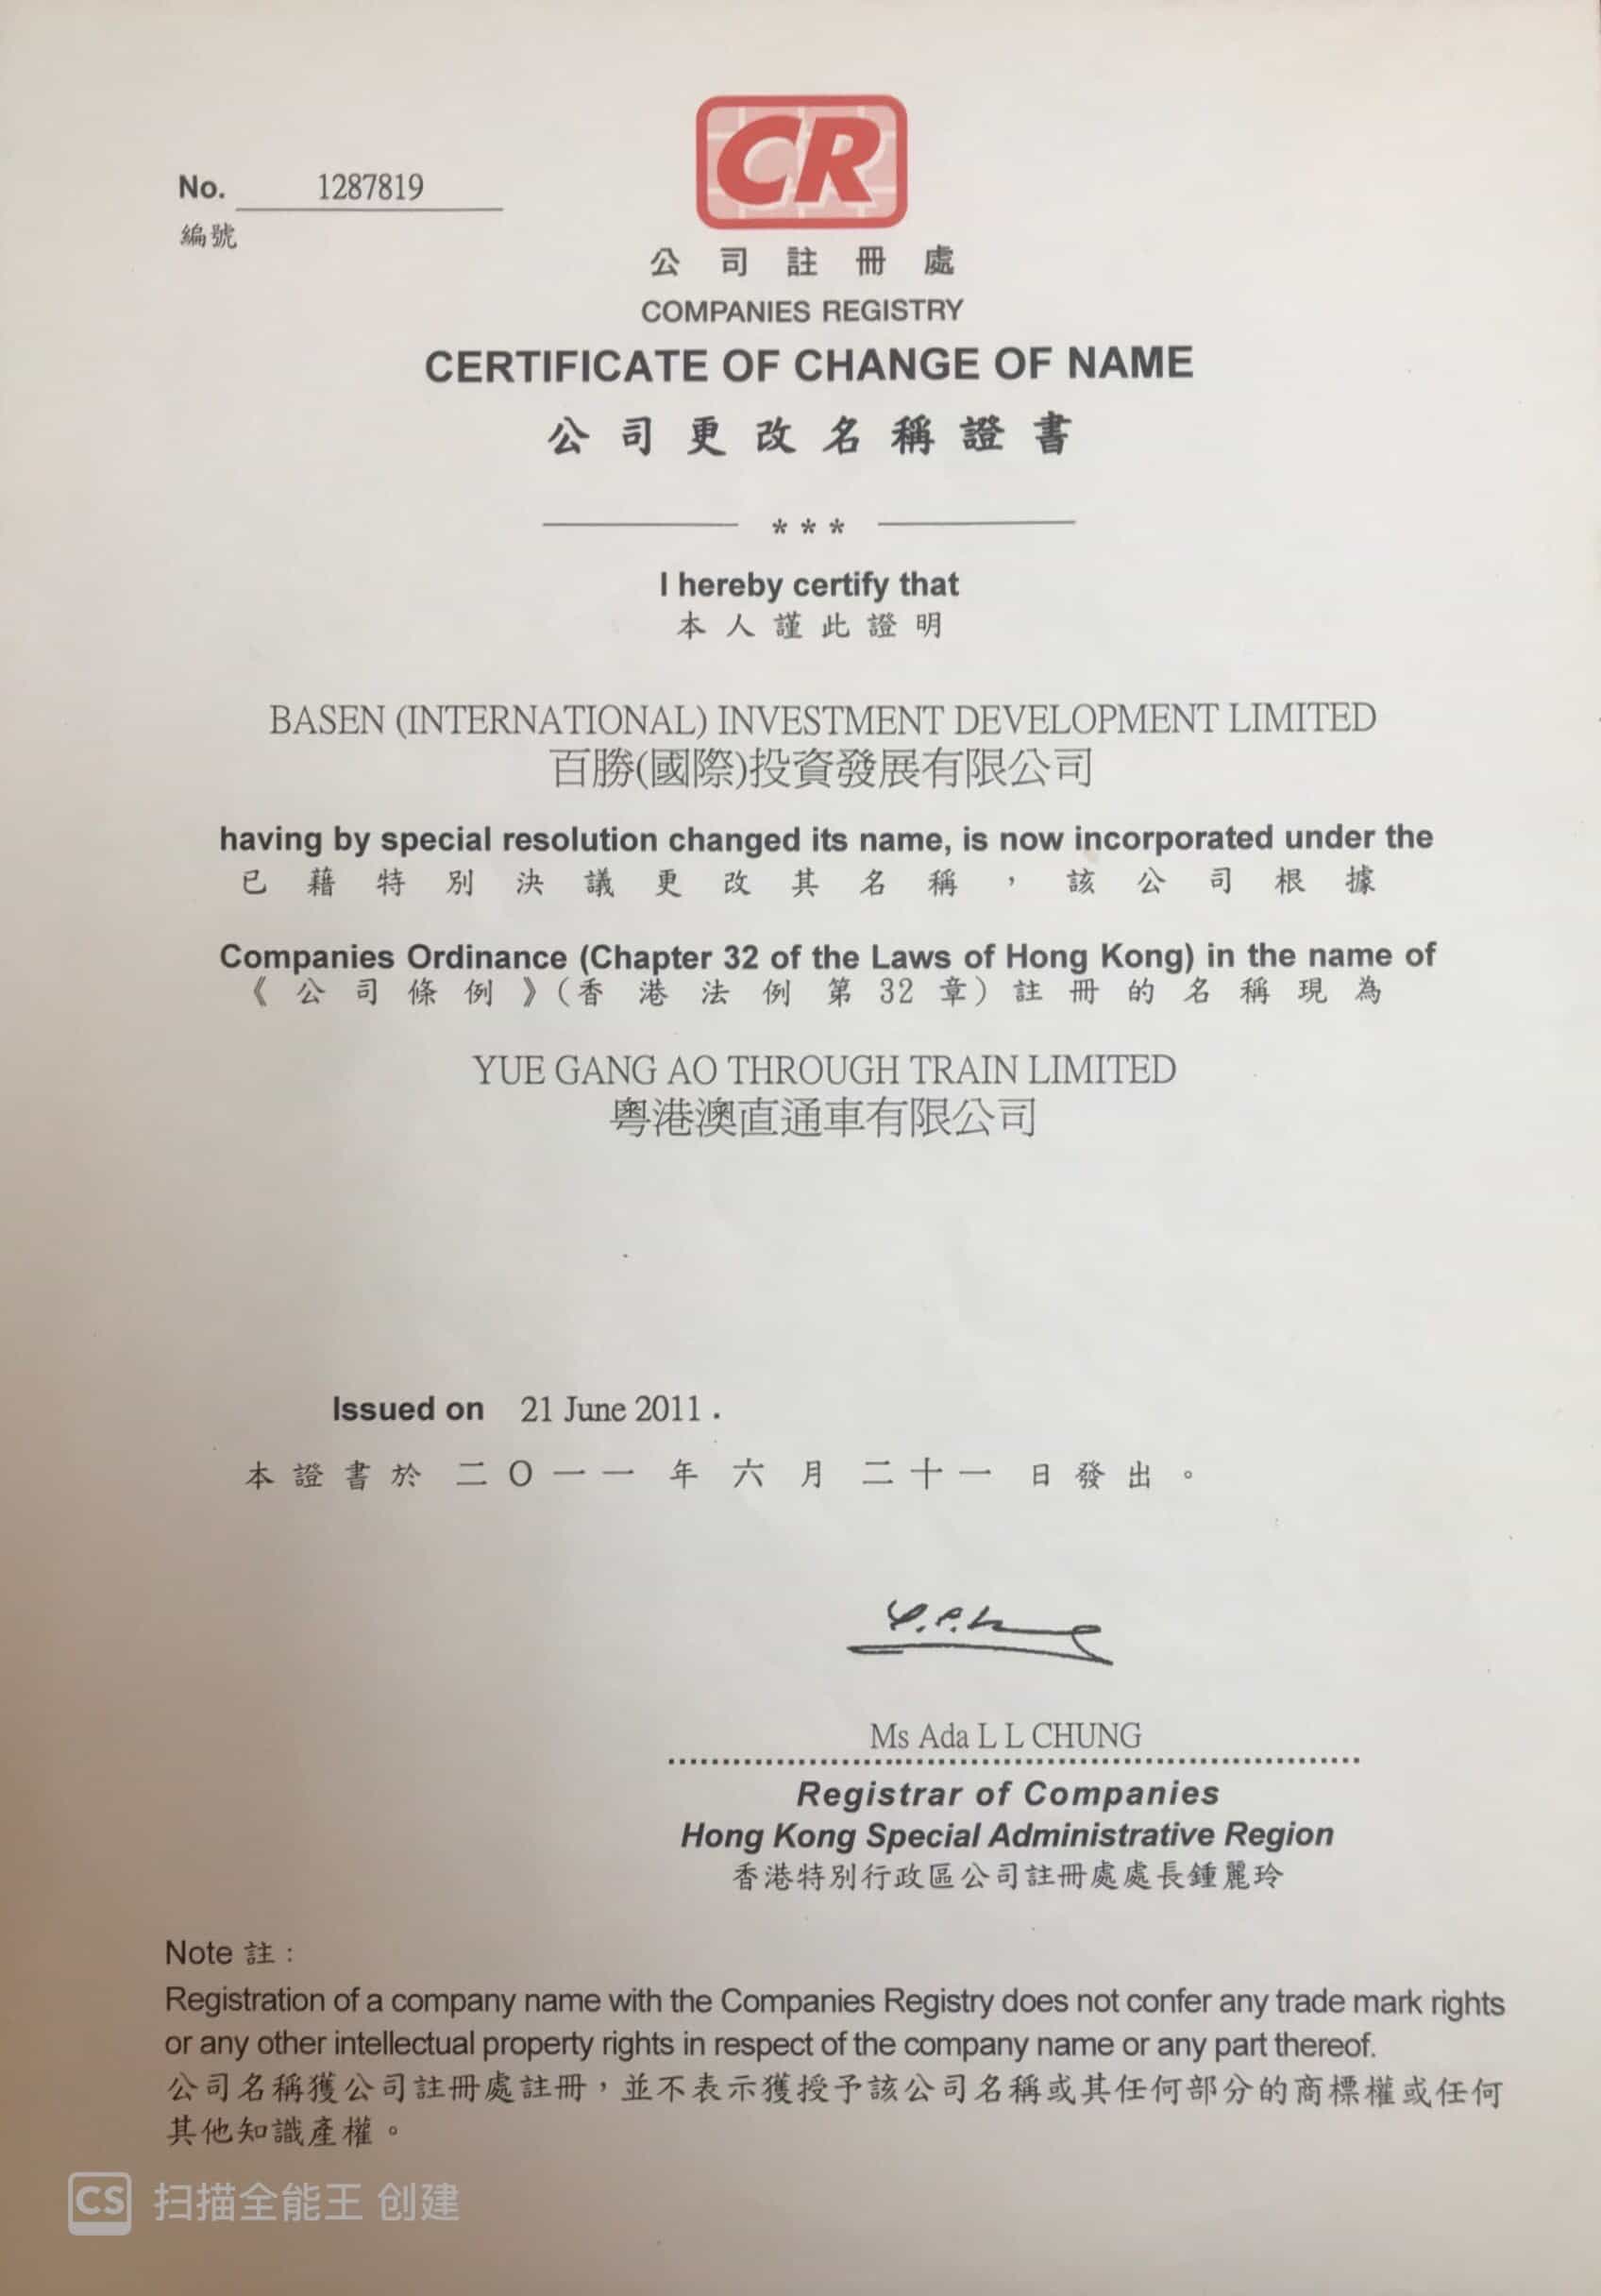 No. 1287819
編號
CR
公司註冊處
COMPANIES REGISTRY
CERTIFICATE OF CHANGE OF NAME
公司更改名稱證書
***
I hereby certify that
本人謹此證明
BASEN (INTERNATIONAL) INVESTMENT DEVELOPMENT LIMITED
百勝(國際)投資發展有限公司
having by special resolution changed its name, is now incorporated under the
已藉特別決議更改其名稱，該公司根據
Companies Ordinance (Chapter 32 of the Laws of Hong Kong) in the name of
《公司條例》(香港法例第32章)註冊的名稱現為
YUE GANG AO THROUGH TRAIN LIMITED
粵港澳直通車有限公司
Issued on 21 June 2011 .
本證書於二〇一一年六月二十一日發出。
Ms Ada L L CHUNG
Registrar of Companies
Hong Kong Special Administrative Region
香港特別行政區公司註冊處處長鍾麗玲
Note 註：
Registration of a company name with the Companies Registry does not confer any trade mark rights
or any other intellectual property rights in respect of the company name or any part thereof.
公司名稱獲公司註冊處註冊，並不表示獲授予該公司名稱或其任何部分的商標權或任何
其他知識產權。
CS 扫描全能王 创建